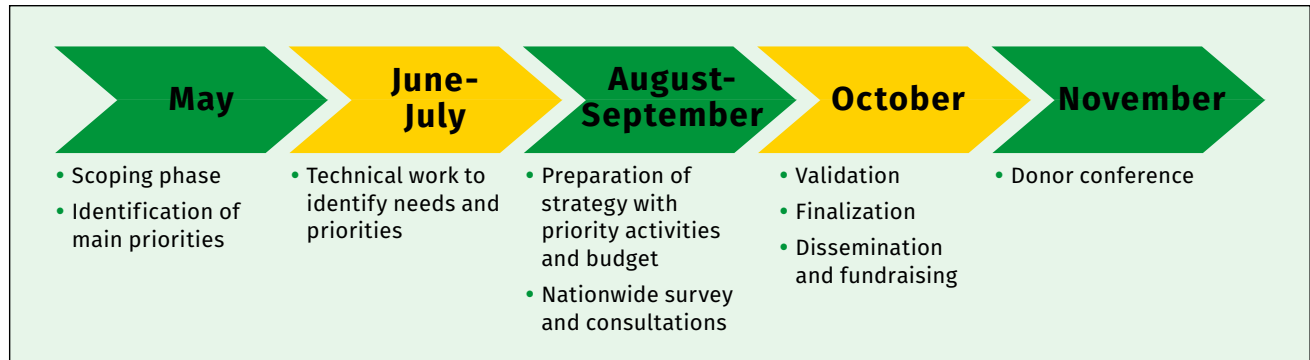 May
• Scoping phase
• Identification of
main priorities
June-
July
• Technical work to
identify needs and
priorities
August-
September
• Preparation of
strategy with
priority activities
and budget
• Nationwide survey
and consultations
October
• Validation
• Finalization
• Dissemination
and fundraising
November
• Donor conference